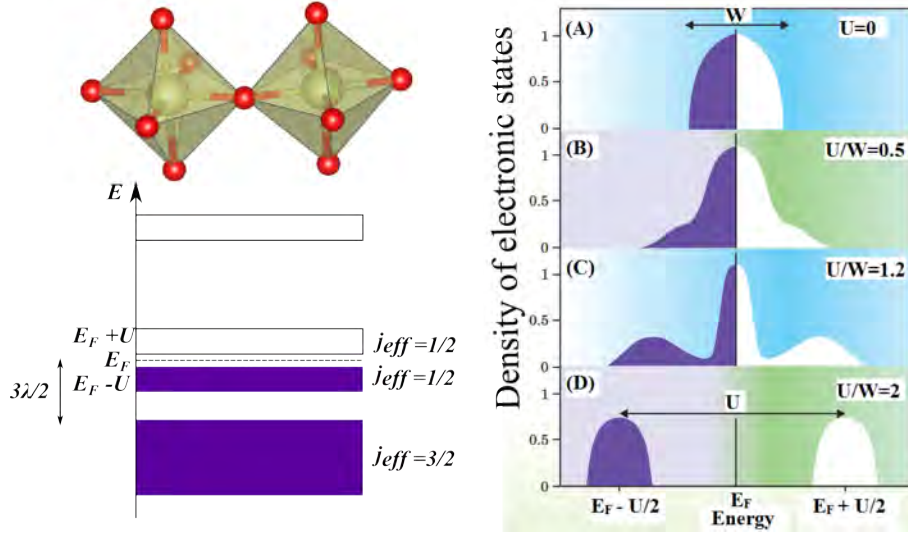 E
E_F +U
E_F
E_F -U
3λ/2
jeff=1/2
jeff=1/2
jeff=3/2
Density of electronic states
(A)
W
U=0
1
0.5
0
(B)
U/W=0.5
1
0.5
0
(C)
U/W=1.2
1
0.5
0
(D)
U/W=2
U
1
0.5
0
E_F - U/2
E_F
E_F + U/2
Energy